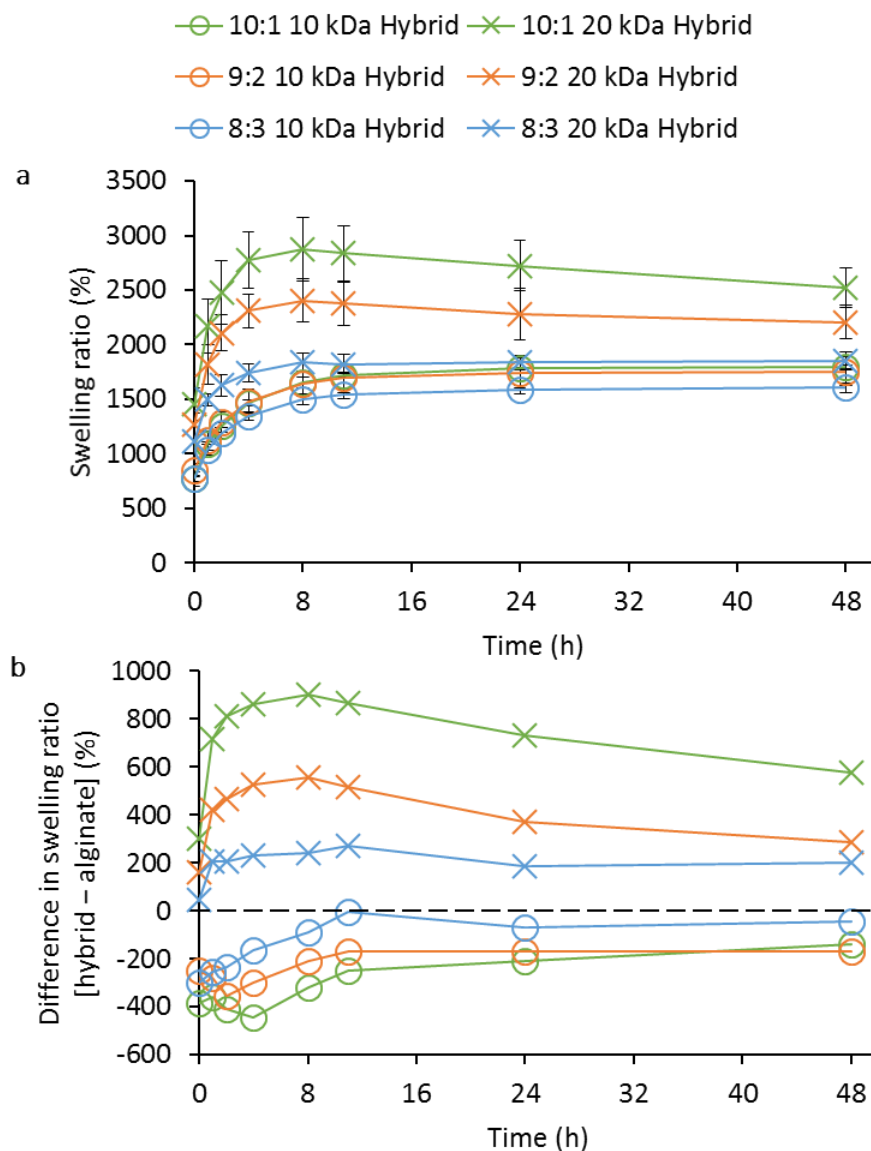 10:1 10 kDa Hybrid 10:1 20 kDa Hybrid
9:2 10 kDa Hybrid 9:2 20 kDa Hybrid
8:3 10 kDa Hybrid 8:3 20 kDa Hybrid
a
Swelling ratio (%)
3500
3000
2500
2000
1500
1000
500
0
0 8 16 24 32 40 48
Time (h)
b
Difference in swelling ratio
[hybrid – alginate] (%)
1000
800
600
400
200
0
-200
-400
-600
0 8 16 24 32 40 48
Time (h)